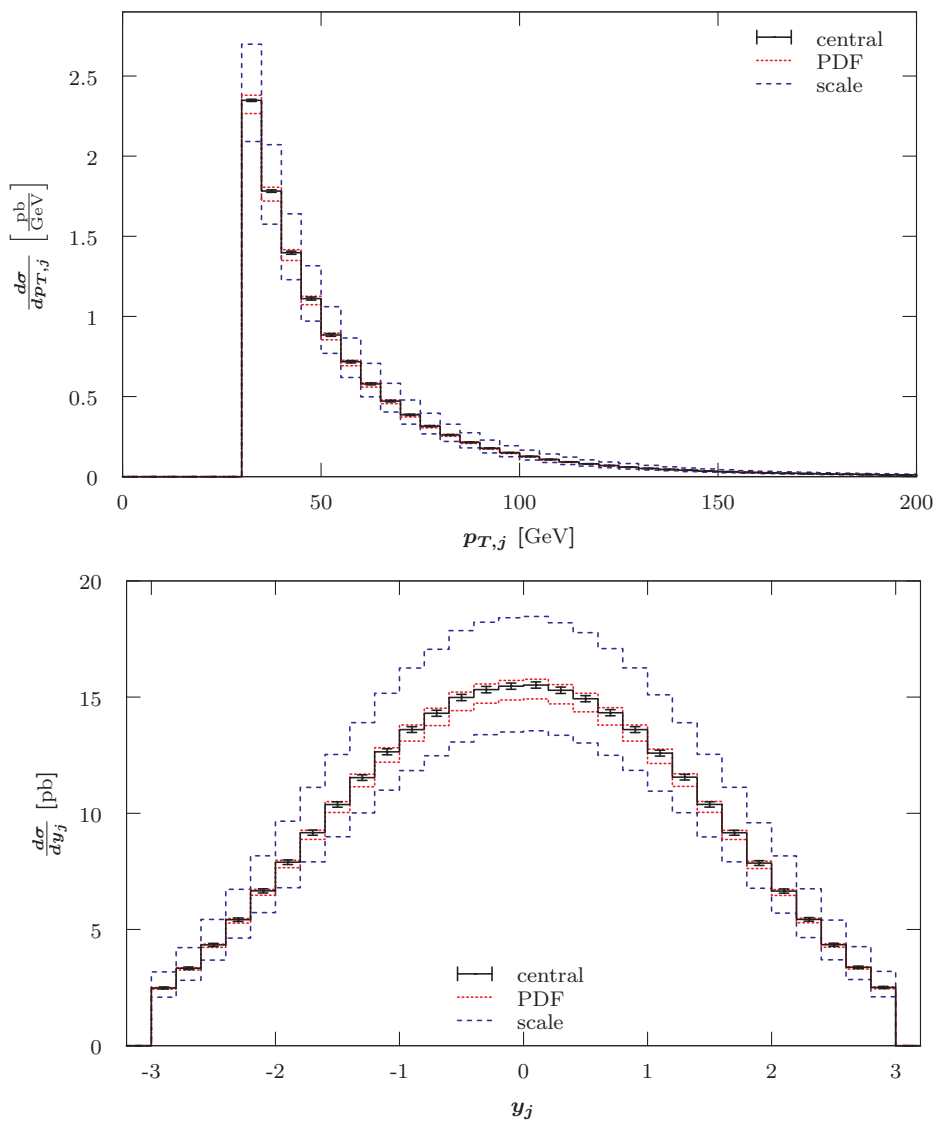 central
PDF
scale
2.5
2
1.5
1
0.5
0
0 50 100 150 200
dσ/dp_{T,j} [pb/GeV]
p_{T,j} [GeV]
central
PDF
scale
20
15
10
5
0
-3 -2 -1 0 1 2 3
dσ/dy_j [pb]
y_j